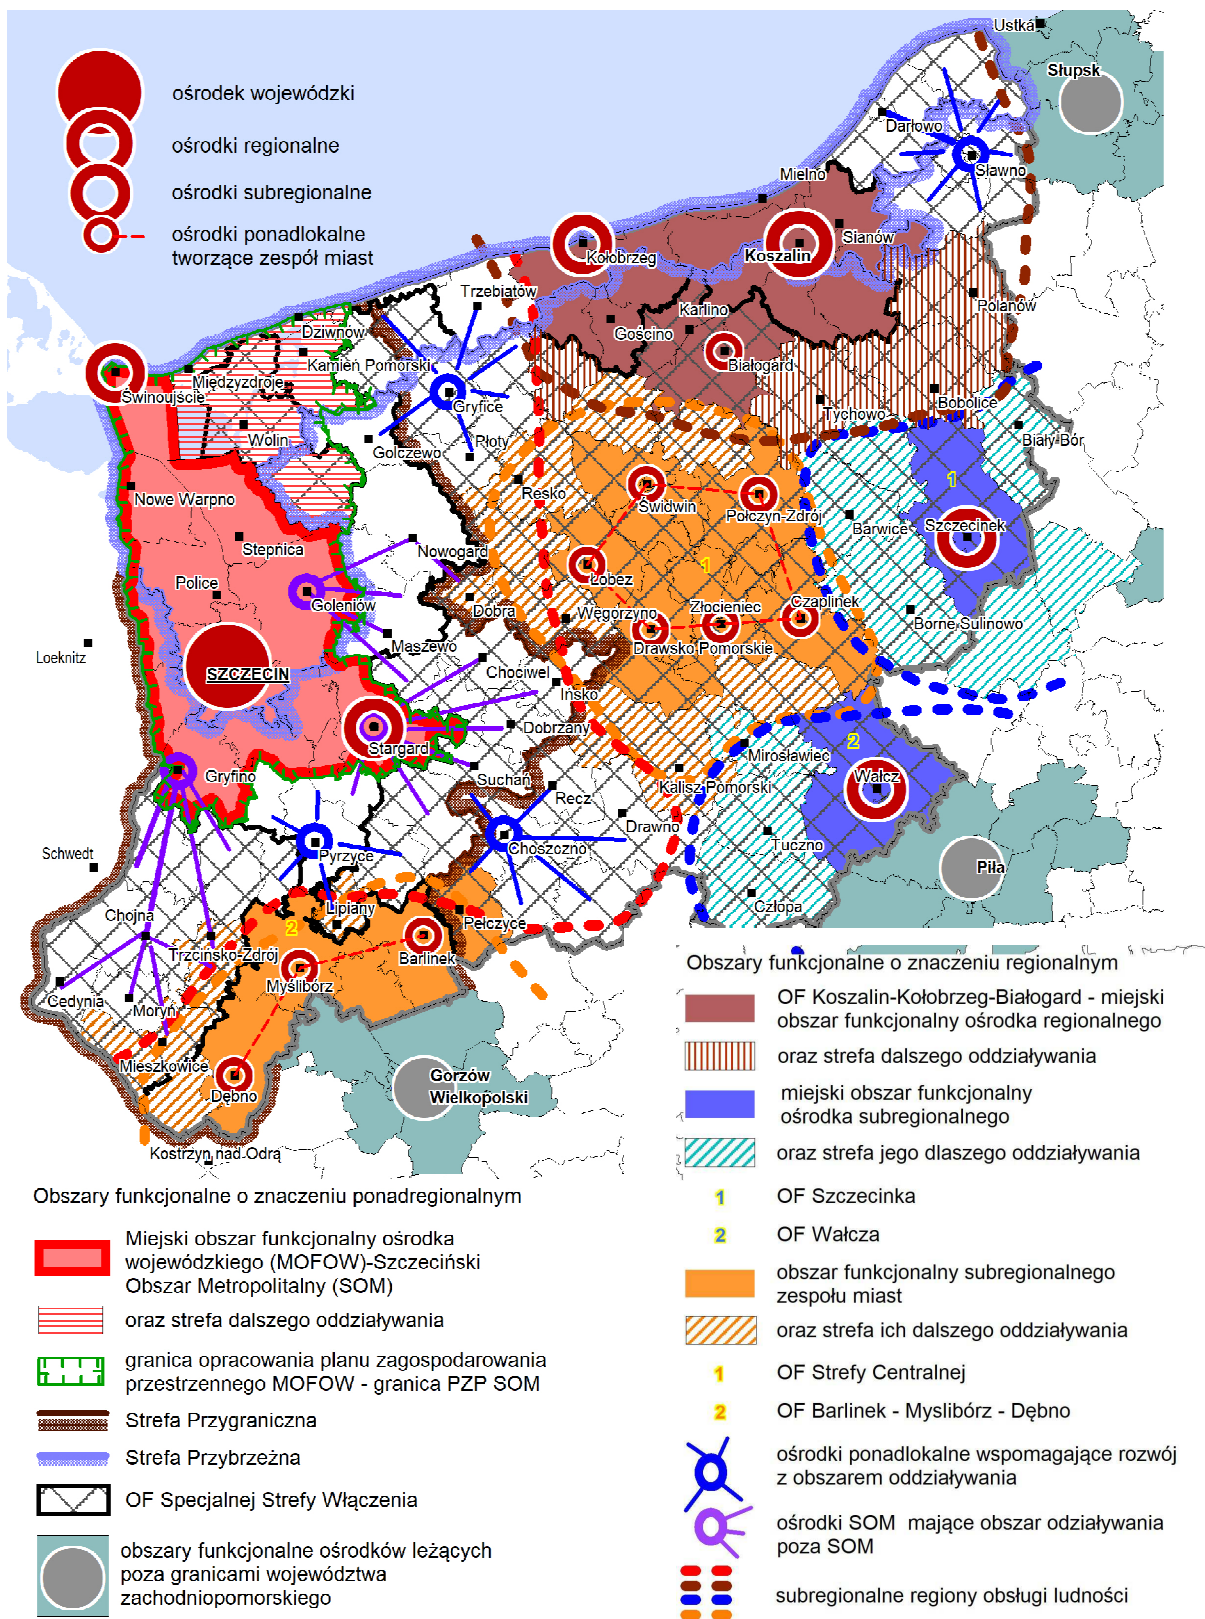 ośrodek wojewódzki
ośrodki regionalne
ośrodki subregionalne
ośrodki ponadlokalne
tworzące zespół miast
Ustka
Słupsk
Darłowo
Sławno
Mielno
Sianów
Kołobrzeg
Koszalin
Polanów
Trzebiatów
Karlino
Gościno
Białogard
Dziwnów
Kamień Pomorski
Międzyzdroje
Świnoujście
Gryfice
Tychowo
Bobolice
Biały Bór
Wolin
Golczewo
Płoty
Nowe Warpno
Resko
Świdwin
Połczyn-Zdrój
1
Barwice
Szczecinek
Stepnica
Nowogard
Police
Łobez
1
Goleniów
Dobra
Węgorzyno
Złocieniec
Czaplinek
Borne Sulinowo
Drawsko Pomorskie
Maszewo
Loeknitz
SZCZECIN
Chociwel
Ińsko
Stargard
Dobrzany
Mirosławiec
2
Gryfino
Suchań
Kalisz Pomorski
Wałcz
Recz
Drawno
Schwedt
Pyrzyce
Choszczno
Tuczno
Piła
Człopa
Chojna
Lipiany
Pełczyce
2
Trzcińsko-Zdrój
Barlinek
Myślibórz
Cedynia
Moryń
Mieszkowice
Dębno
Gorzów
Wielkopolski
Kostrzyn nad Odrą
Obszary funkcjonalne o znaczeniu ponadregionalnym
Miejski obszar funkcjonalny ośrodka
wojewódzkiego (MOFOW)-Szczeciński
Obszar Metropolitalny (SOM)
oraz strefa dalszego oddziaływania
granica opracowania planu zagospodarowania
przestrzennego MOFOW - granica PZP SOM
Strefa Przygraniczna
Strefa Przybrzeżna
OF Specjalnej Strefy Włączenia
obszary funkcjonalne ośrodków leżących
poza granicami województwa
zachodniopomorskiego
Obszary funkcjonalne o znaczeniu regionalnym
OF Koszalin-Kołobrzeg-Białogard - miejski
obszar funkcjonalny ośrodka regionalnego
oraz strefa dalszego oddziaływania
miejski obszar funkcjonalny
ośrodka subregionalnego
oraz strefa jego dlaszego oddziaływania
1 OF Szczecinka
2 OF Wałcza
obszar funkcjonalny subregionalnego
zespołu miast
oraz strefa ich dalszego oddziaływania
1 OF Strefy Centralnej
2 OF Barlinek - Myslibórz - Dębno
ośrodki ponadlokalne wspomagające rozwój
z obszarem oddziaływania
ośrodki SOM mające obszar odziaływania
poza SOM
subregionalne regiony obsługi ludności